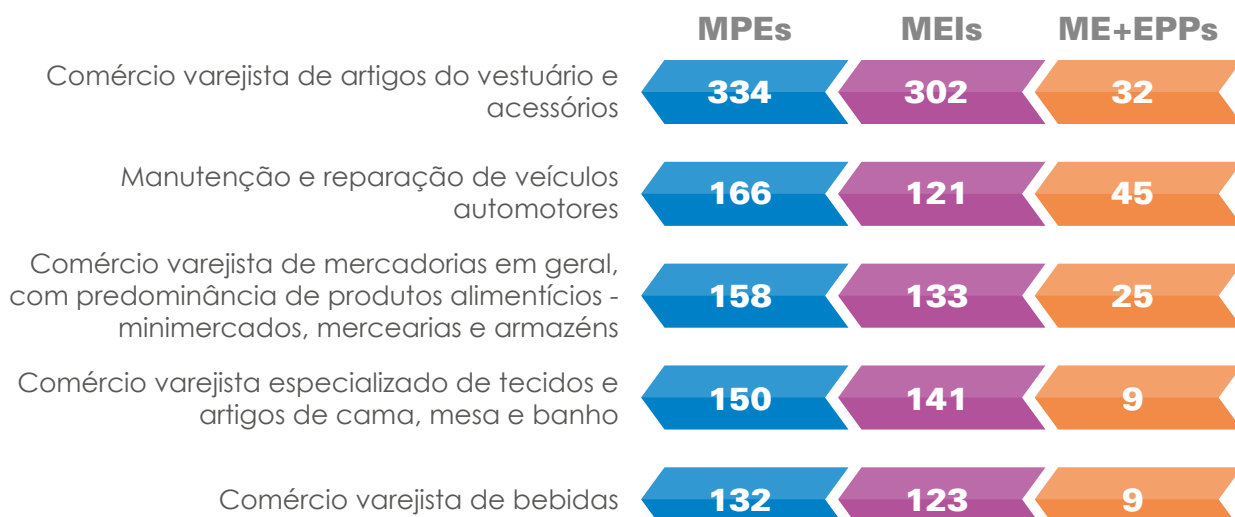 MPEs MEIs ME+EPPs
Comércio varejista de artigos do vestuário e
acessórios
334 302 32
Manutenção e reparação de veículos
automotores
166 121 45
Comércio varejista de mercadorias em geral,
com predominância de produtos alimentícios -
minimercados, mercearias e armazéns
158 133 25
Comércio varejista especializado de tecidos e
artigos de cama, mesa e banho
150 141 9
Comércio varejista de bebidas
132 123 9